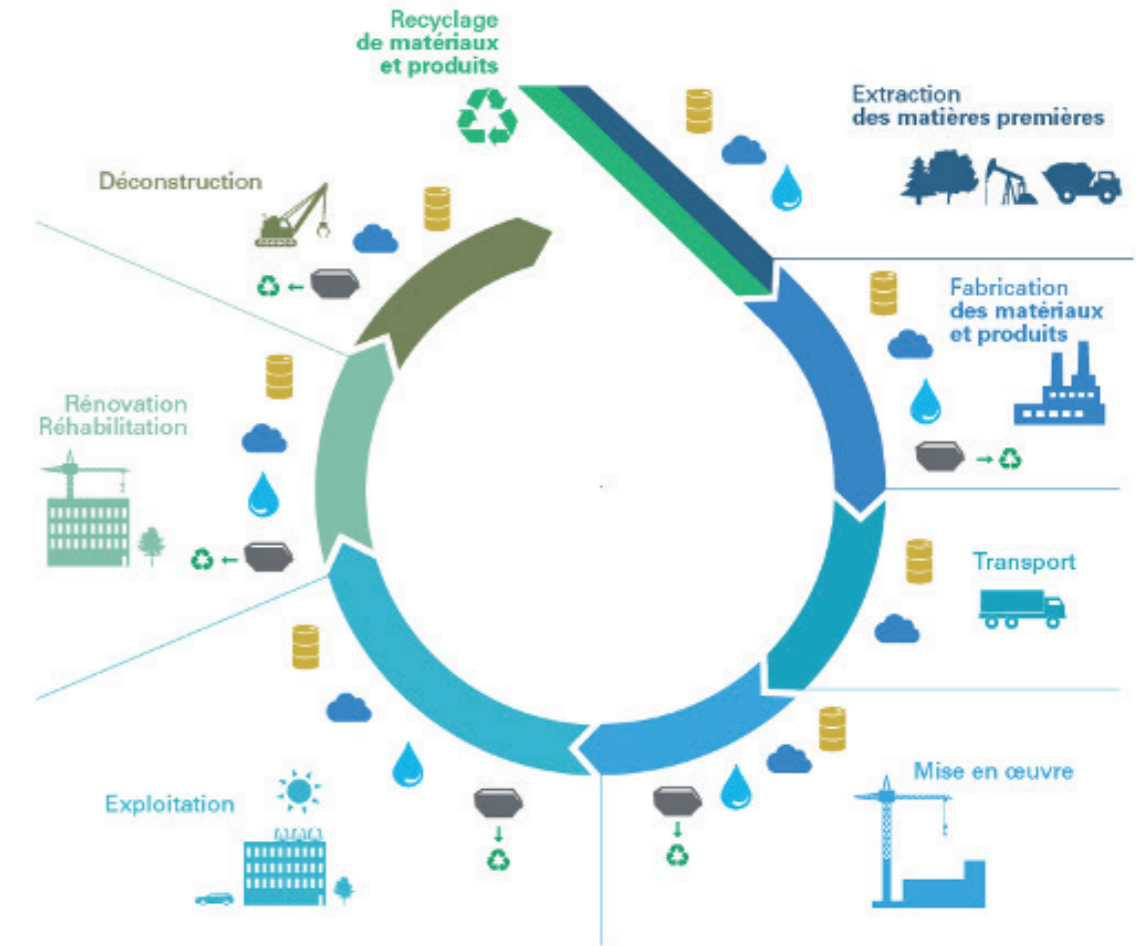 Recyclage
de matériaux
et produits
Extraction
des matières premières
Déconstruction
Fabrication
des matériaux
et produits
Rénovation
Réhabilitation
Transport
Mise en œuvre
Exploitation